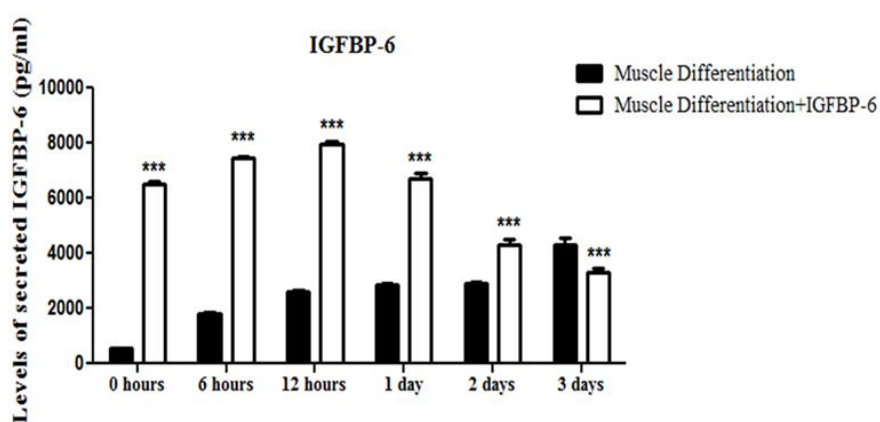 IGFBP-6
Muscle Differentiation
Muscle Differentiation+IGFBP-6
Levels of secreted IGFBP-6 (pg/ml)
10000
8000
6000
4000
2000
0
***
***
***
***
***
***
0 hours
6 hours
12 hours
1 day
2 days
3 days